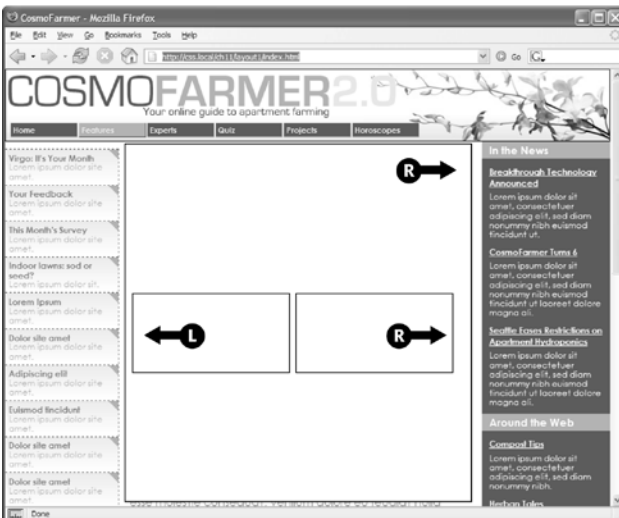 CosmoFarmer - Mozilla Firefox
File Edit View Go Bookmarks Tools Help
http://css.local/ch11/layout1/index.html
Go
G,
COSMOFARMER2.0
Your online guide to apartment farming
Home Features Experts Quiz Projects Horoscopes
Virgo: It's Your Month
Lorem ipsum dolor site
amet.
Your Feedback
Lorem ipsum dolor site
amet.
This Month's Survey
Lorem ipsum dolor site
amet.
Indoor lawns: sod or
seed?
Lorem ipsum dolor sit.
Lorem Ipsum
Lorem ipsum dolor site
amet.
Dolor site amet
Lorem ipsum dolor site
amet.
Adipiscing elit
Lorem ipsum dolor site
amet.
Euismod tincidunt
Lorem ipsum dolor site
amet.
Dolor site amet
Lorem ipsum dolor site
amet.
Dolor site amet
Lorem ipsum dolor site
amet.
R
L
R
In the News
Breakthrough Technology
Announced
Lorem ipsum dolor sit
amet, consectetuer
adipiscing elit, sed diam
nonummy nibh euismod
tincidunt ut.
CosmoFarmer Turns 6
Lorem ipsum dolor sit
amet, consectetuer
adipiscing elit, sed diam
nonummy nibh euismod
tincidunt ut laoreet dolore
magna ali.
Seattle Eases Restrictions on
Apartment Hydroponics
Lorem ipsum dolor sit
amet, consectetuer
adipiscing elit, sed diam
nonummy nibh euismod
tincidunt ut laoreet dolore
magna ali.
Around the Web
Compost Tips
Lorem ipsum dolor sit
amet, consectetuer
adipiscing elit, sed diam
nonummy nibh.
Herban Tales
Done